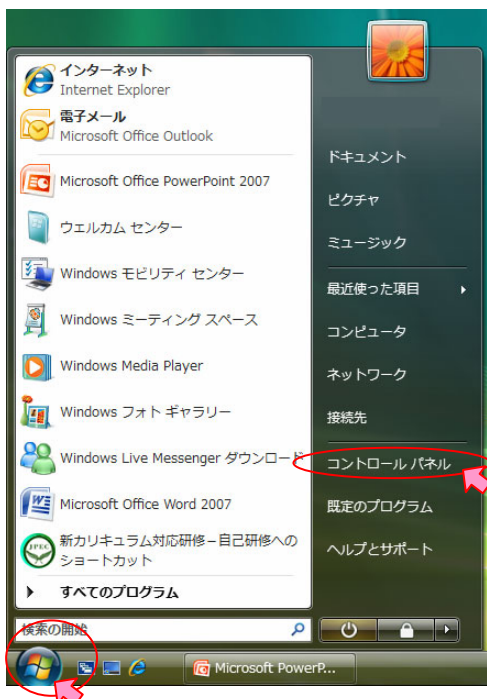 インターネット
Internet Explorer
電子メール
Microsoft Office Outlook
Microsoft Office PowerPoint 2007
ウェルカム センター
Windows モビリティ センター
Windows ミーティング スペース
Windows Media Player
Windows フォト ギャラリー
Windows Live Messenger ダウンロード
Microsoft Office Word 2007
新カリキュラム対応研修－自己研修への
ショートカット
すべてのプログラム
検索の開始
ドキュメント
ピクチャ
ミュージック
最近使った項目
コンピュータ
ネットワーク
接続先
コントロール パネル
既定のプログラム
ヘルプとサポート
Microsoft PowerP...